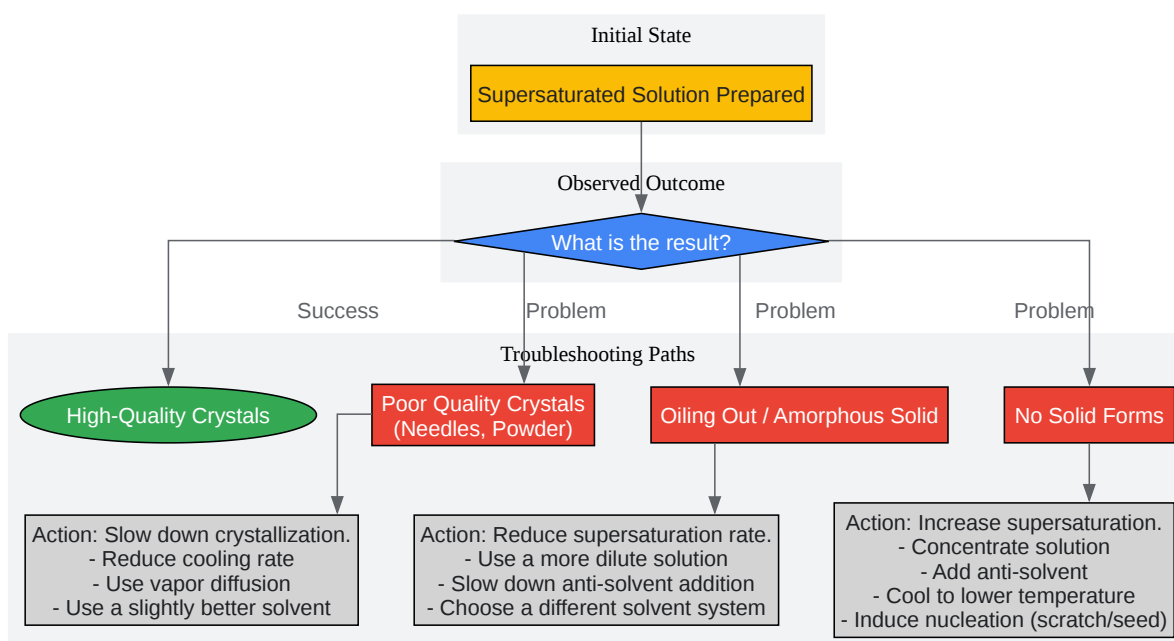 Initial State
Supersaturated Solution Prepared
Observed Outcome
What is the result?
Success
Problem
Problem
Problem
Troubleshooting Paths
High-Quality Crystals
Poor Quality Crystals
(Needles, Powder)
Oiling Out / Amorphous Solid
No Solid Forms
Action: Slow down crystallization.
- Reduce cooling rate
- Use vapor diffusion
- Use a slightly better solvent
Action: Reduce supersaturation rate.
- Use a more dilute solution
- Slow down anti-solvent addition
- Choose a different solvent system
Action: Increase supersaturation.
- Concentrate solution
- Add anti-solvent
- Cool to lower temperature
- Induce nucleation (scratch/seed)